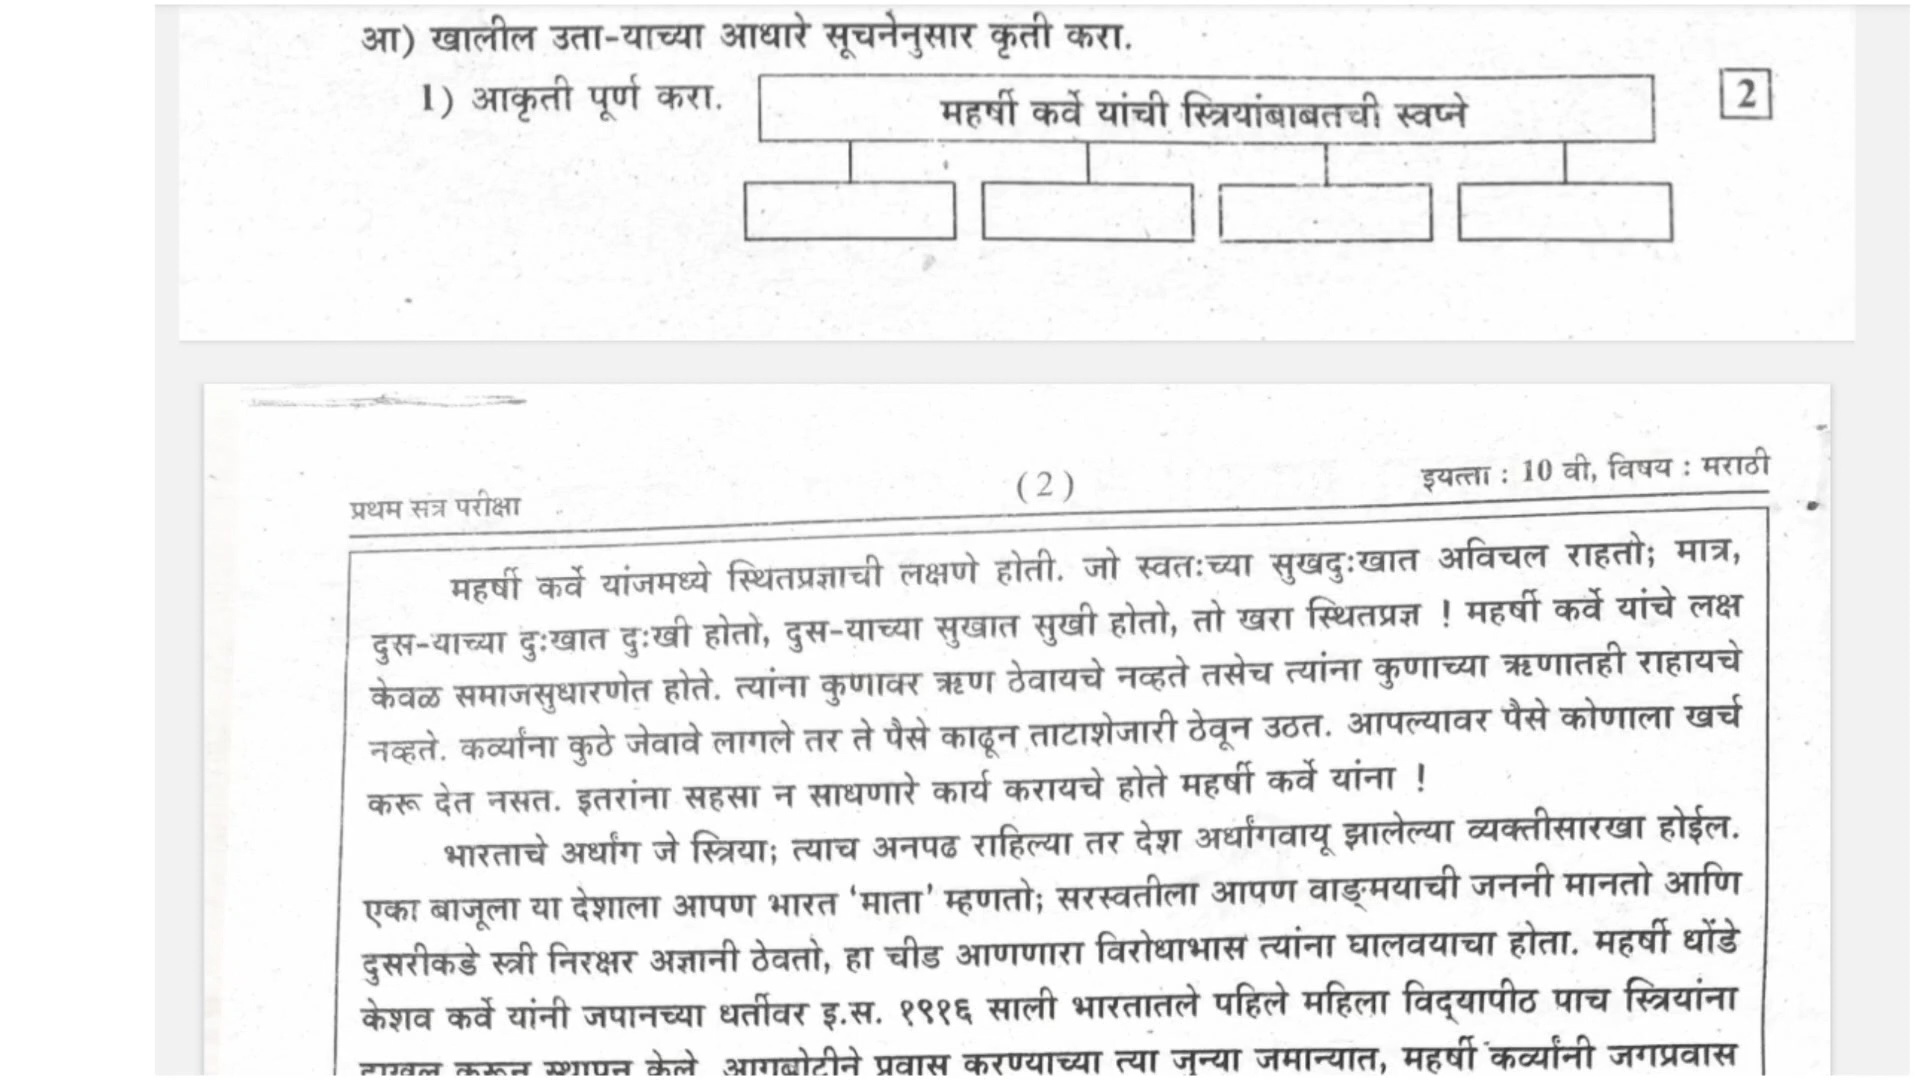 आ) खालील उता-याच्या आधारे सूचनेनुसार कृती करा.
1) आकृती पूर्ण करा.
महर्षी कर्वे यांची स्त्रियांबाबतची स्वप्ने
2
प्रथम सत्र परीक्षा
(2)
इयत्ता : 10 वी, विषय : मराठी
महर्षी कर्वे यांजमध्ये स्थितप्रज्ञाची लक्षणे होती. जो स्वतःच्या सुखदुःखात अविचल राहतो; मात्र,
दुस-याच्या दुःखात दुःखी होतो, दुस-याच्या सुखात सुखी होतो, तो खरा स्थितप्रज्ञ ! महर्षी कर्वे यांचे लक्ष
केवळ समाजसुधारणेत होते. त्यांना कुणावर ऋण ठेवायचे नव्हते तसेच त्यांना कुणाच्या ऋणातही राहायचे
नव्हते. कर्व्यांना कुठे जेवावे लागले तर ते पैसे काढून ताटाशेजारी ठेवून उठत. आपल्यावर पैसे कोणाला खर्च
करू देत नसत. इतरांना सहसा न साधणारे कार्य करायचे होते महर्षी कर्वे यांना !
भारताचे अर्धांग जे स्त्रिया; त्याच अनपढ राहिल्या तर देश अर्धांगवायू झालेल्या व्यक्तीसारखा होईल.
एका बाजूला या देशाला आपण भारत ‘माता’ म्हणतो; सरस्वतीला आपण वाङ्मयाची जननी मानतो आणि
दुसरीकडे स्त्री निरक्षर अज्ञानी ठेवतो, हा चीड आणणारा विरोधाभास त्यांना घालवयाचा होता. महर्षी धोंडे
केशव कर्वे यांनी जपानच्या धर्तीवर इ.स. १९१६ साली भारतातले पहिले महिला विद्यापीठ पाच स्त्रियांना
दाखल करून स्थापन केले. आगबोटीने प्रवास करण्याच्या त्या जुन्या जमान्यात, महर्षी कर्व्यांनी जगप्रवास